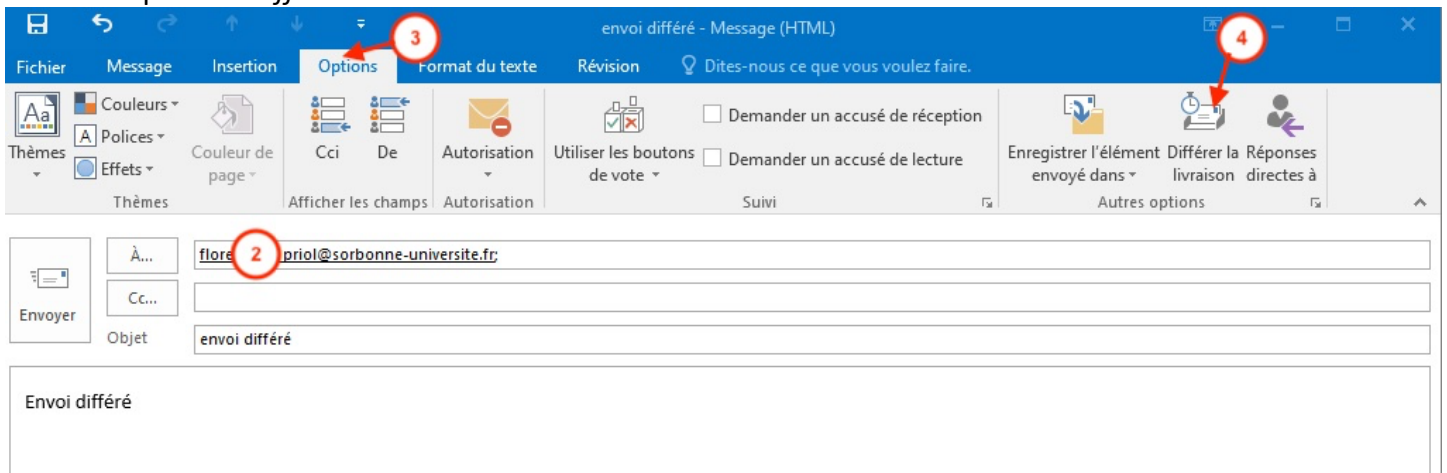 envoi différé - Message (HTML)
3
4
Fichier Message Insertion Options Format du texte Révision Dites-nous ce que vous voulez faire.
Aa
Thèmes
Couleurs
A Polices
Effets
Couleur de
page
Cci De
Autorisation
Utiliser les boutons
de vote
Demander un accusé de réception
Demander un accusé de lecture
Enregistrer l'élément
envoyé dans
Différer la
livraison
Réponses
directes à
Thèmes Afficher les champs Autorisation Suivi Autres options
Envoyer
À...
2 priol@sorbonne-universite.fr;
Cc...
Objet envoi différé
Envoi différé